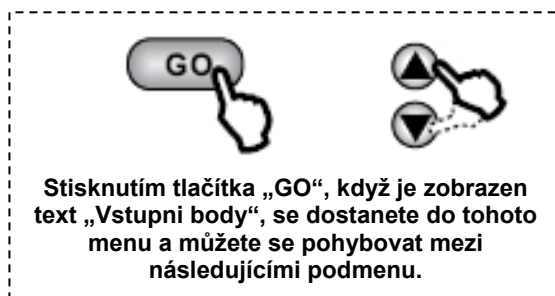 GO
Stisknutím tlačítka „GO“, když je zobrazen
text „Vstupni body“, se dostanete do tohoto
menu a můžete se pohybovat mezi
následujícími podmenu.